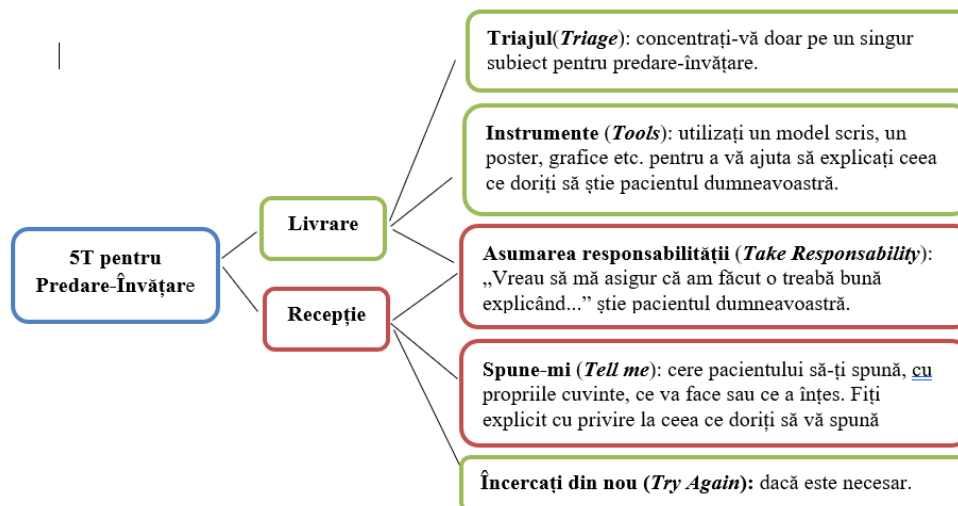 5T pentru
Predare-Învățare
Livrare
Recepție
Triajul(Triage): concentrați-vă doar pe un singur
subiect pentru predare-învățare.
Instrumente (Tools): utilizați un model scris, un
poster, grafice etc. pentru a vă ajuta să explicați ceea
ce doriți să știe pacientul dumneavoastră.
Asumarea responsabilității (Take Responsability):
„Vreau să mă asigur că am făcut o treabă bună
explicând...” știe pacientul dumneavoastră.
Spune-mi (Tell me): cere pacientului să-ți spună, cu
propriile cuvinte, ce va face sau ce a înțes. Fiți
explicit cu privire la ceea ce doriți să vă spună
Încercați din nou (Try Again): dacă este necesar.